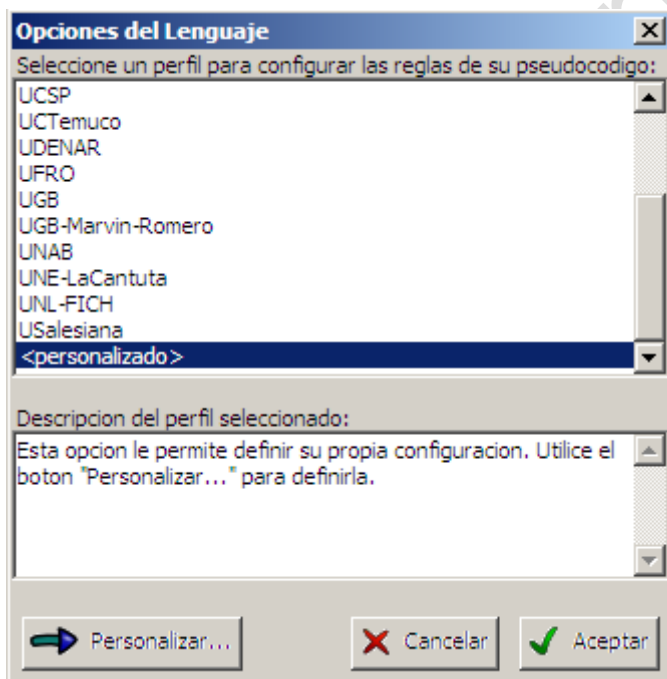 Opciones del Lenguaje
Seleccione un perfil para configurar las reglas de su pseudocodigo:
UCSP
UCTemuco
UDENAR
UFRO
UGB
UGB-Marvin-Romero
UNAB
UNE-LaCantuta
UNL-FICH
USalesiana
<personalizado>
Descripcion del perfil seleccionado:
Esta opcion le permite definir su propia configuracion. Utilice el
boton "Personalizar..." para definirla.
Personalizar...
Cancelar
Aceptar